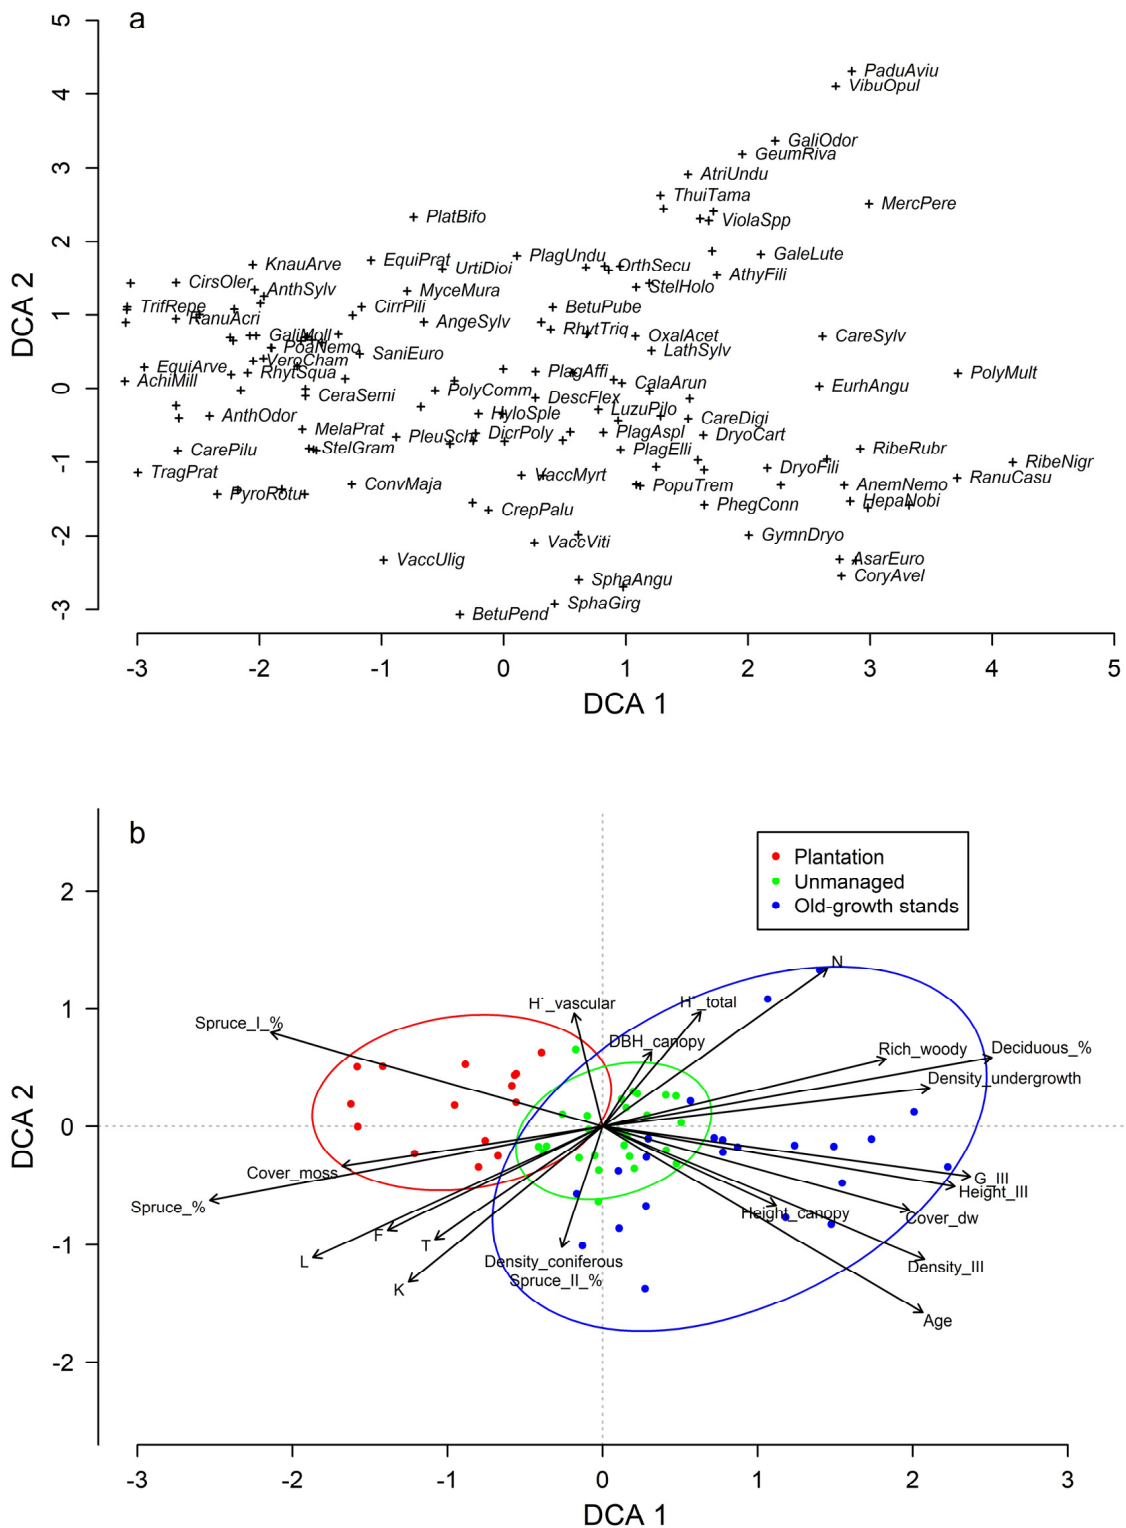 a
5
4
3
2
1
0
-1
-2
-3
DCA 2
PaduAviu
VibuOpul
GaliOdor
GeumRiva
AtriUndu
ThuiTama
MercPere
PlatBifo
ViolaSpp
PlagUndu
GaleLute
KnauArve
EquiPrat
UrtiDioi
OrthSecu
AthyFili
CirsOler
AnthSylv
MyceMura
StelHolo
TrifRepe
CirrPili
BetuPube
RanuAcri
AngeSylv
RhytTriq
GaliMoll
OxalAcet
CareSylv
PoaNemo
SaniEuro
LathSylv
VeroCham
EquiArve
RhytSqua
PlagAffi
PolyMult
AchiMill
CalaArun
EurhAngu
CeraSemi
PolyComm
DescFlex
AnthOdor
HyloSple
LuzuPilo
CareDigi
MelaPrat
PleuSch
DicrPoly
PlagAspl
DryoCart
CarePilu
StelGram
PlagElli
RibeRubr
RibeNigr
TragPrat
VaccMyrt
DryoFili
RanuCasu
PyroRotu
ConvMaja
PopuTrem
AnemNemo
CrepPalu
PhegConn
HepaNobi
VaccViti
GymnDryo
VaccUlig
AsarEuro
SphaAngu
CoryAvel
SphaGirg
BetuPend
-3 -2 -1 0 1 2 3 4 5
DCA 1
b
Plantation
Unmanaged
Old-growth stands
2
1
0
-1
-2
DCA 2
N
H´_vascular
H´_total
Spruce_I_%
DBH_canopy
Rich_woody
Deciduous_%
Density_undergrowth
Cover_moss
G_III
Height_III
Spruce_%
Height_canopy
Cover_dw
F
T
L
Density_coniferous
Density_III
Spruce_II_%
K
Age
-3 -2 -1 0 1 2 3
DCA 1